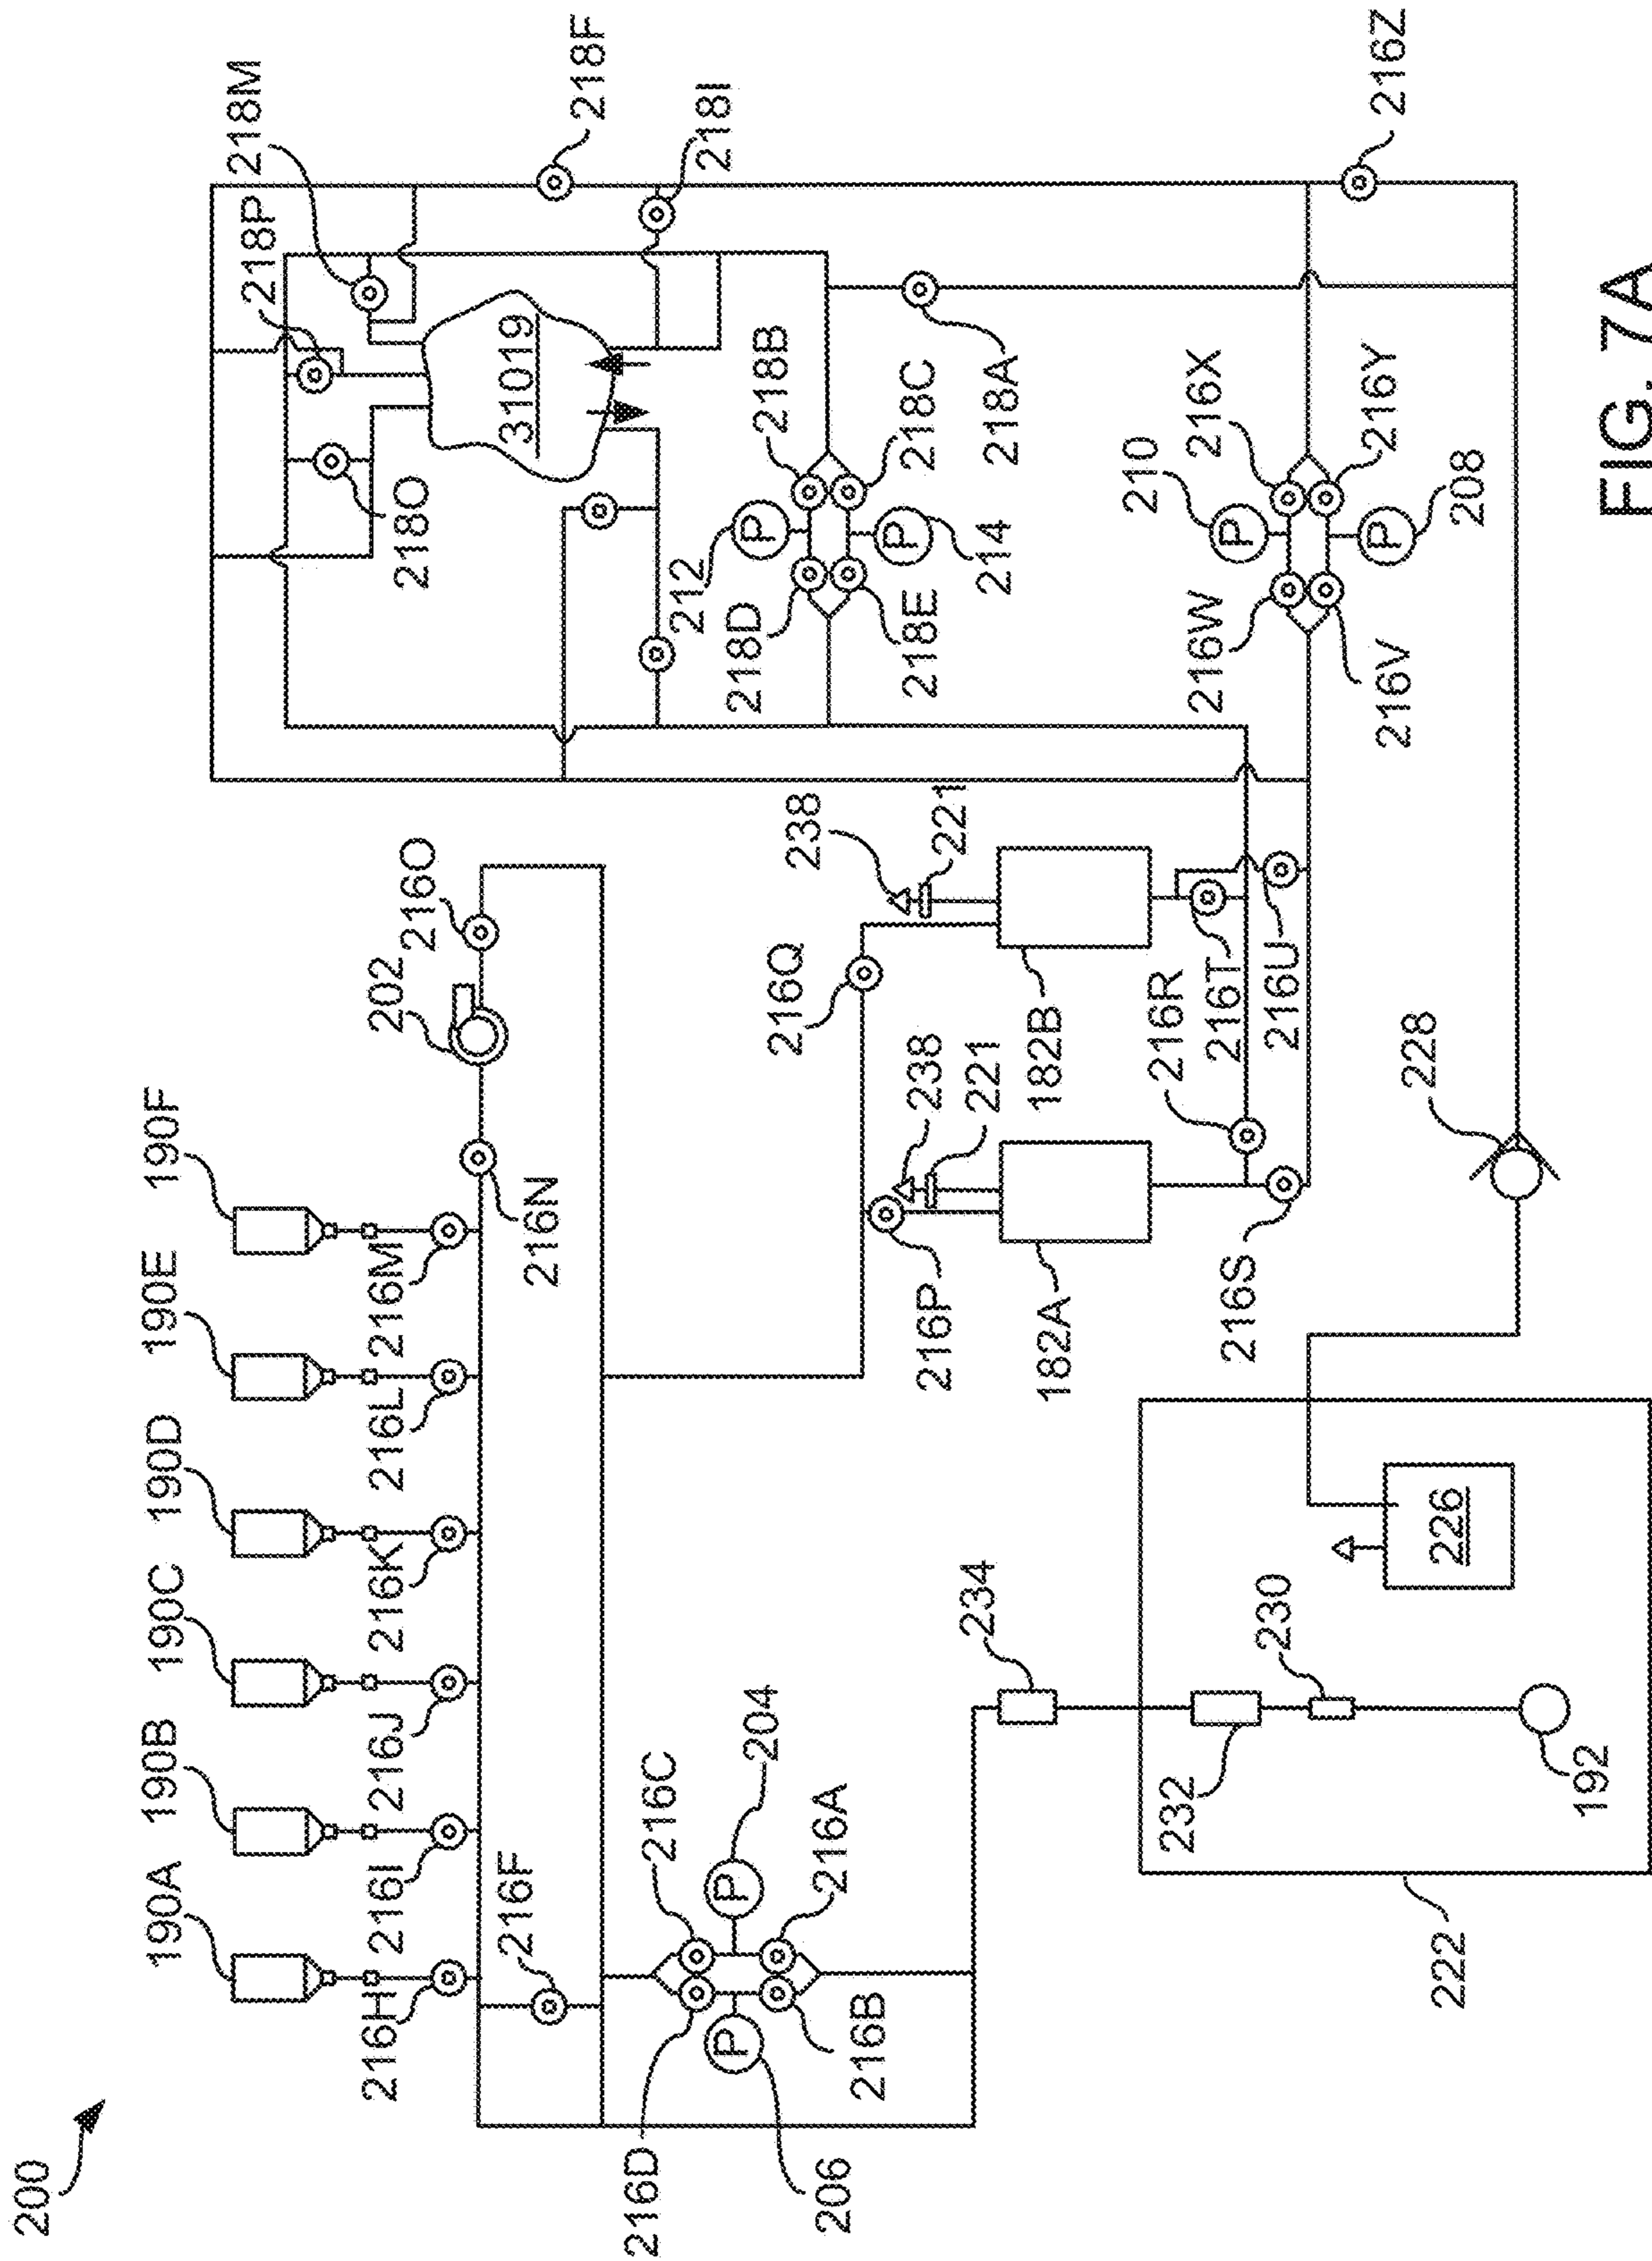 200
190A
190B
190C
190D
190E
190F
216H
216I
216J
216K
216L
216M
216N
202
216O
216F
216C
204
P
216A
216D
206
P
216B
234
232
230
192
222
226
228
216Q
238
221
182B
216P
238
221
182A
216R
216T
216S
216U
218M
218P
218F
218I
218O
31019
212
P
218B
218D
218C
218E
P
214
218A
210
P
216X
216W
216Y
216V
P
208
216Z
FIG. 7A